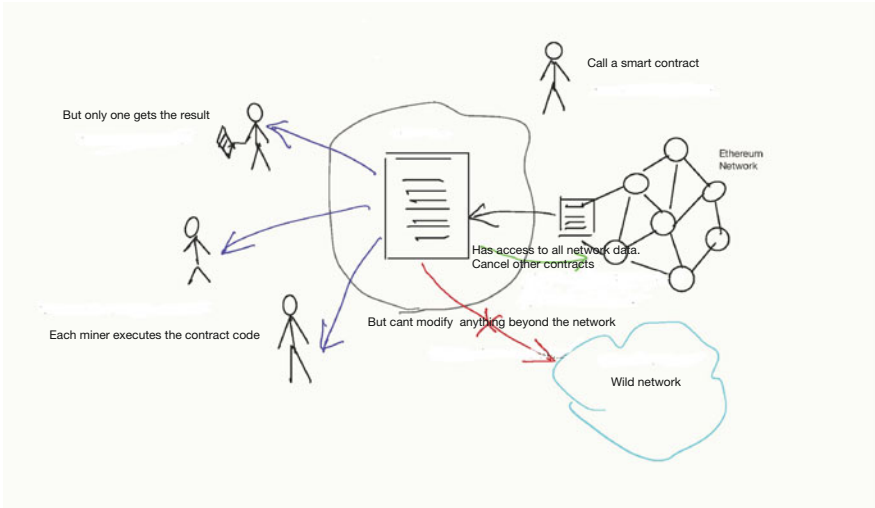 Call a smart contract
But only one gets the result
Ethereum
Network
Has access to all network data.
Cancel other contracts
But cant modify anything beyond the network
Each miner executes the contract code
Wild network